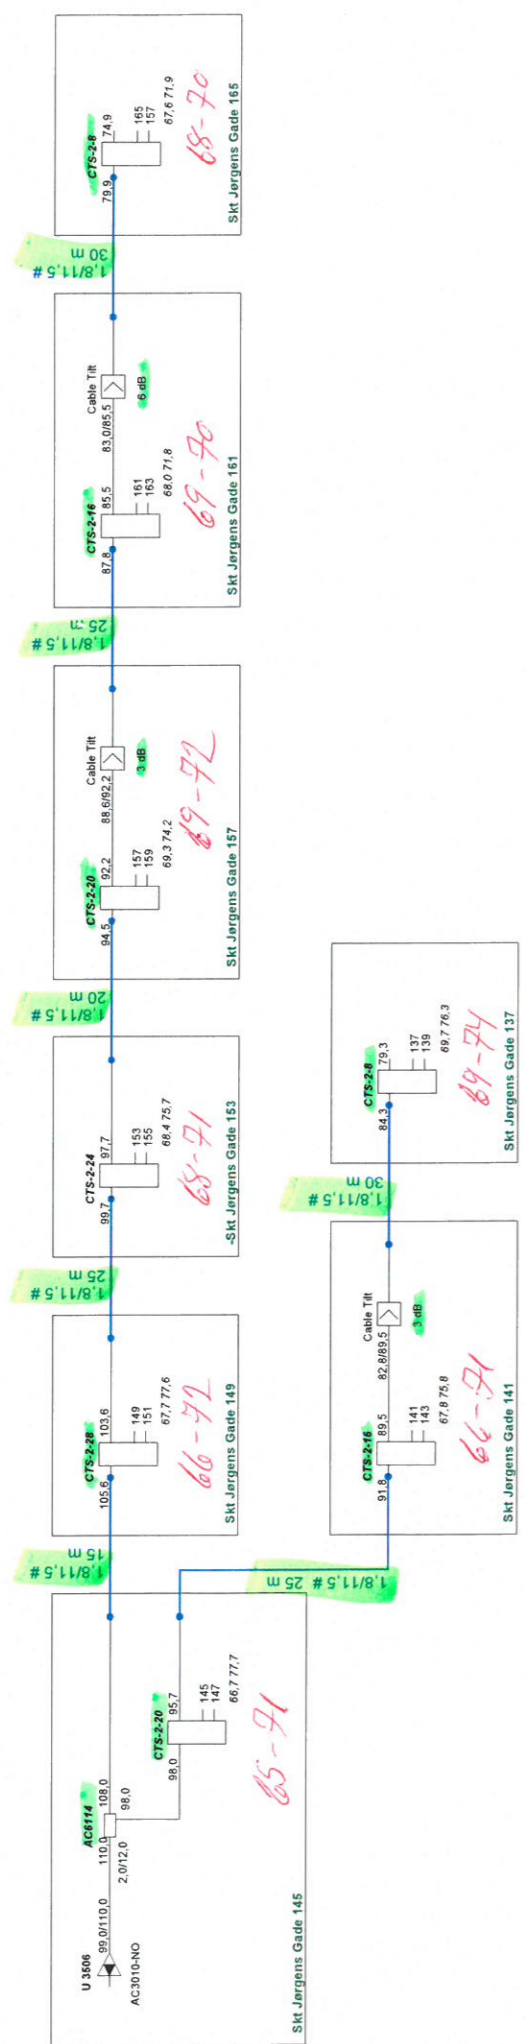 U 3506
99,0/110,0
AC3010-NO
AC6114
110,0
108,0
2,0/12,0
98,0
CTS-2-20
98,0
95,7
145
147
66,7 77,7
65-71
Skt Jørgens Gade 145
1,8/11,5 #
15 m
CTS-2-28
105,6
103,6
149
151
67,7 77,6
66-72
Skt Jørgens Gade 149
1,8/11,5 #
25 m
CTS-2-24
99,7
97,7
153
155
68,4 75,7
68-71
-Skt Jørgens Gade 153
1,8/11,5 #
20 m
CTS-2-20
94,5
92,2
157
159
69,3 74,2
Cable Tilt
88,6/92,2
3 dB
69-72
Skt Jørgens Gade 157
1,8/11,5 #
25 m
CTS-2-16
87,8
85,5
161
163
68,0 71,8
Cable Tilt
83,0/85,5
6 dB
69-70
Skt Jørgens Gade 161
1,8/11,5 #
30 m
CTS-2-8
79,9
74,9
165
157
67,6 71,9
68-70
Skt Jørgens Gade 165
1,8/11,5 # 25 m
CTS-2-16
91,8
89,5
141
143
67,8 75,8
Cable Tilt
82,8/89,5
3 dB
66-71
Skt Jørgens Gade 141
1,8/11,5 #
30 m
CTS-2-8
84,3
79,3
137
139
69,7 76,3
69-74
Skt Jørgens Gade 137